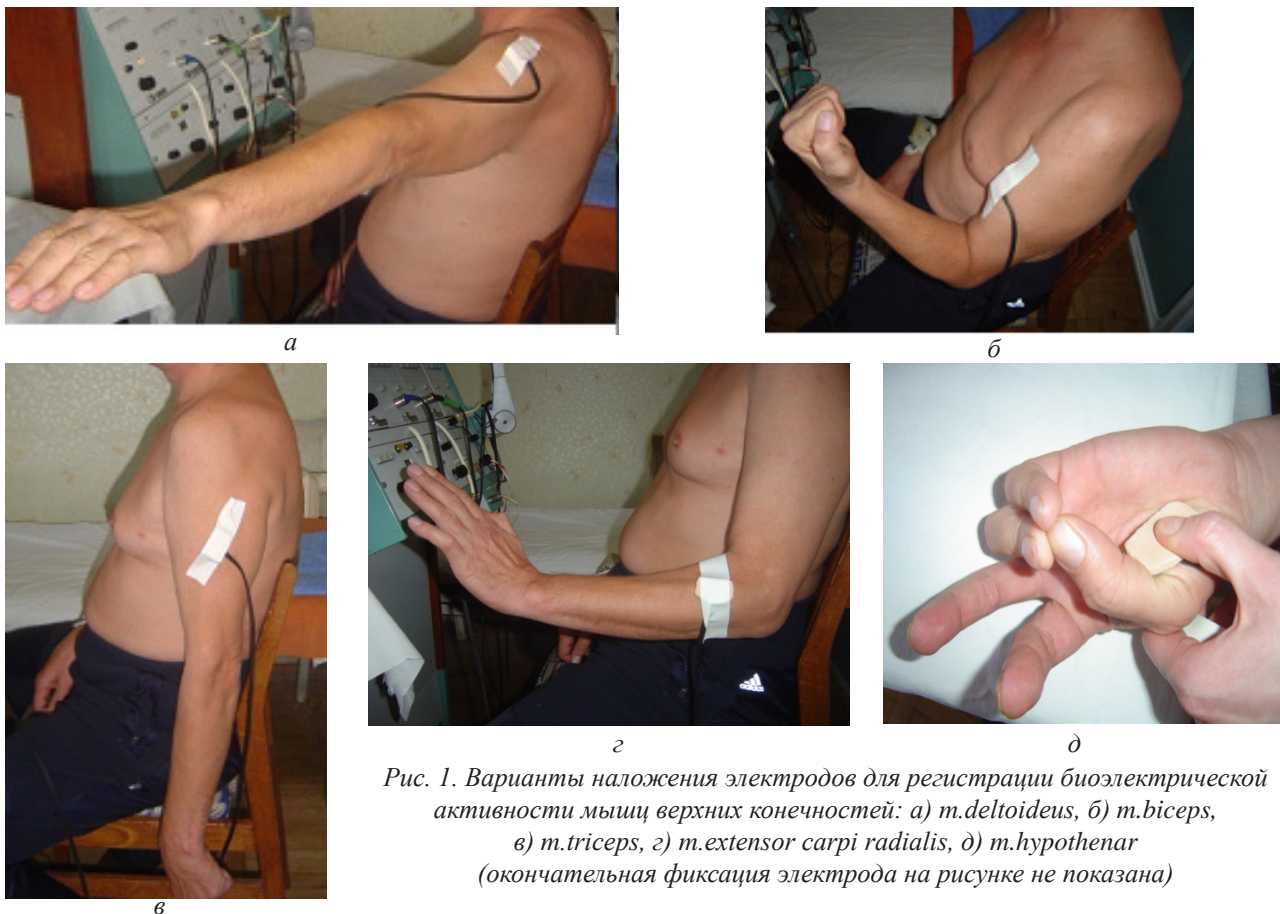 а
б
adidas
в
г
д
Рис. 1. Варианты наложения электродов для регистрации биоэлектрической
активности мышц верхних конечностей: а) m.deltoideus, б) m.biceps,
в) m.triceps, г) m.extensor carpi radialis, д) m.hypothenar
(окончательная фиксация электрода на рисунке не показана)